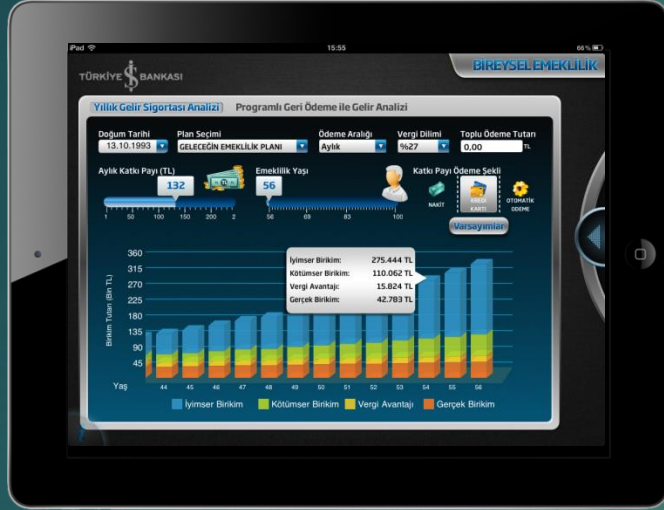 iPad
15:55
66%
TÜRKİYE İŞ BANKASI
BİREYSEL EMEKLİLİK
Yıllık Gelir Sigortası Analizi
Programlı Geri Ödeme ile Gelir Analizi
Doğum Tarihi
Plan Seçimi
Ödeme Aralığı
Vergi Dilimi
Toplu Ödeme Tutarı
13.10.1993
GELECEĞİN EMEKLİLİK PLANI
Aylık
%27
0,00
TL
Aylık Katkı Payı (TL)
Emeklilik Yaşı
Katkı Payı Ödeme Şekli
132
56
NAKİT
KREDİ KARTI
OTOMATİK ÖDEME
1 50 100 150 200 2
56 69 83 100
Varsayımlar
Birikim Tutarı (Bin TL)
360
315
270
225
180
135
90
45
İyimser Birikim: 275.444 TL
Kötümser Birikim: 110.062 TL
Vergi Avantajı: 15.824 TL
Gerçek Birikim: 42.783 TL
Yaş 44 45 46 47 48 49 50 51 52 53 54 55 56
İyimser Birikim Kötümser Birikim Vergi Avantajı Gerçek Birikim